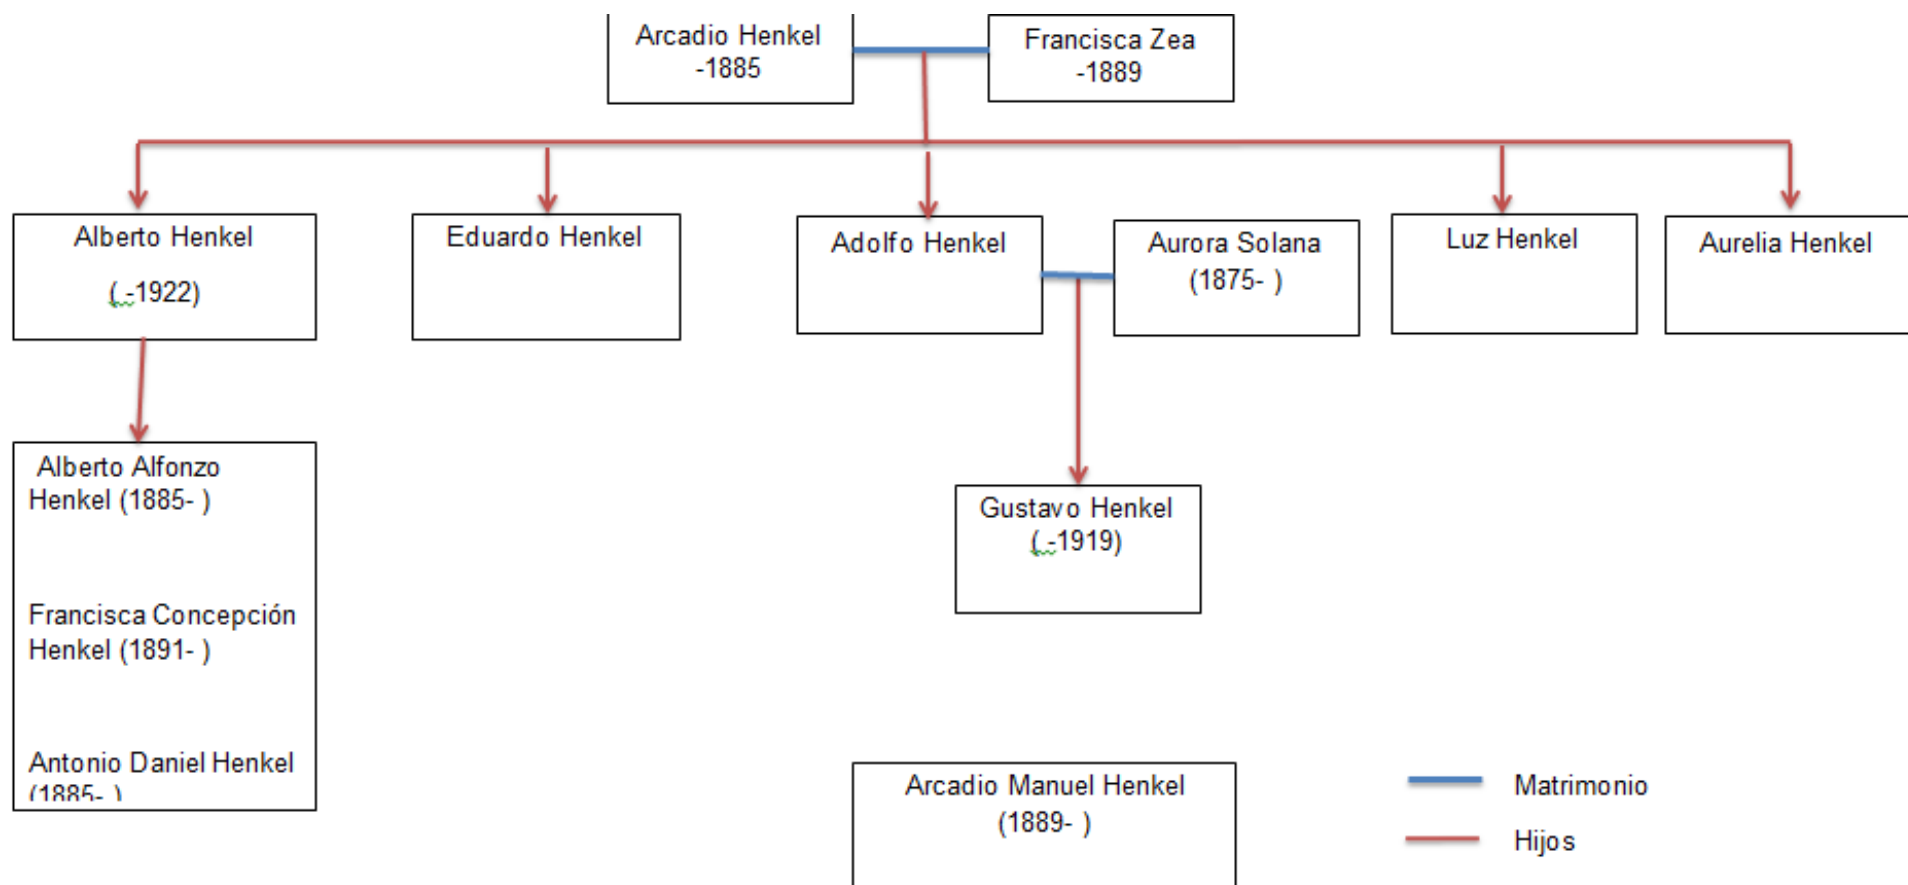 Arcadio Henkel
-1885
Francisca Zea
-1889
Alberto Henkel
( -1922)
Eduardo Henkel
Adolfo Henkel
Aurora Solana
(1875- )
Luz Henkel
Aurelia Henkel
Alberto Alfonzo
Henkel (1885- )
Francisca Concepción
Henkel (1891- )
Antonio Daniel Henkel
(1885- )
Gustavo Henkel
( -1919)
Arcadio Manuel Henkel
(1889- )
Matrimonio
Hijos